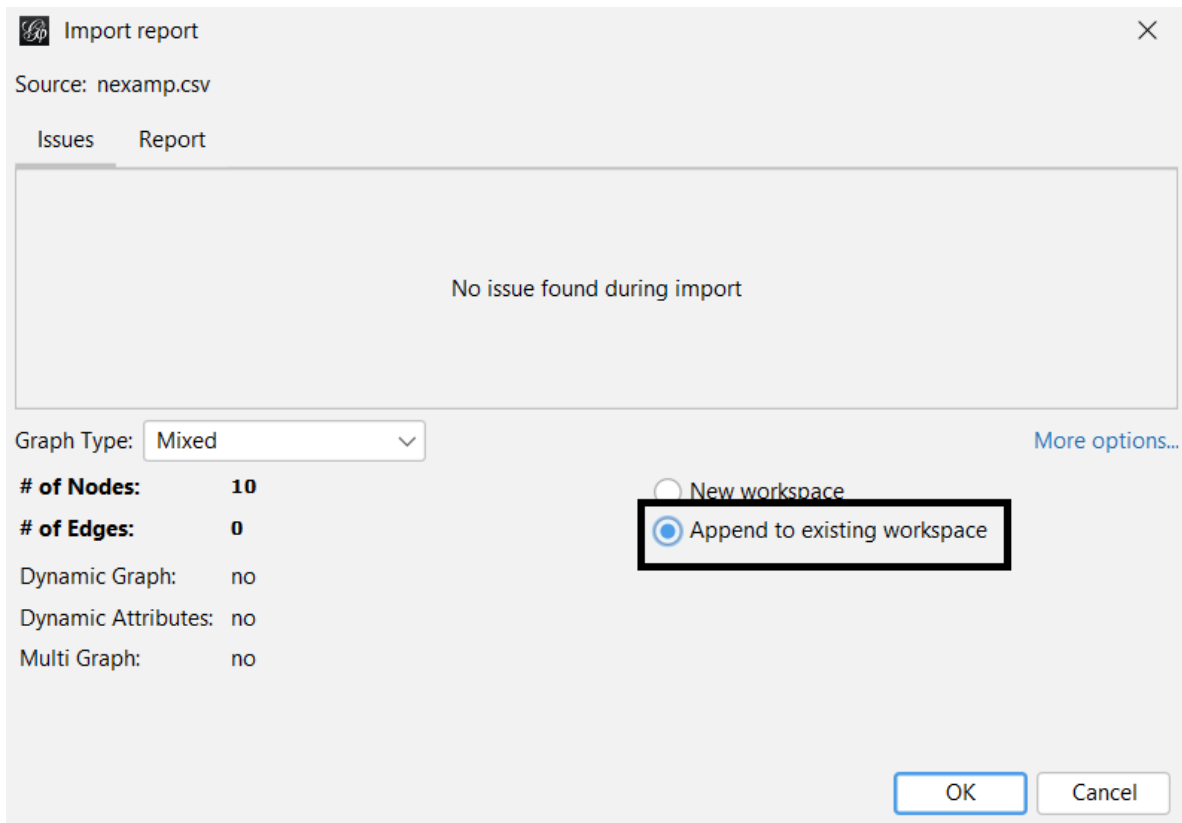 Import report
Source: nexamp.csv
Issues Report
No issue found during import
Graph Type: Mixed More options...
# of Nodes: 10 New workspace
# of Edges: 0 Append to existing workspace
Dynamic Graph: no
Dynamic Attributes: no
Multi Graph: no
OK Cancel